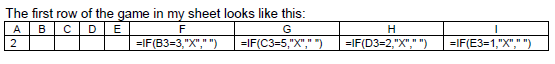 The first row of the game in my sheet looks like this:
A B C D E F G H I
2 =IF(B3=3,"X"," ") =IF(C3=5,"X"," ") =IF(D3=2,"X"," ") =IF(E3=1,"X"," ")